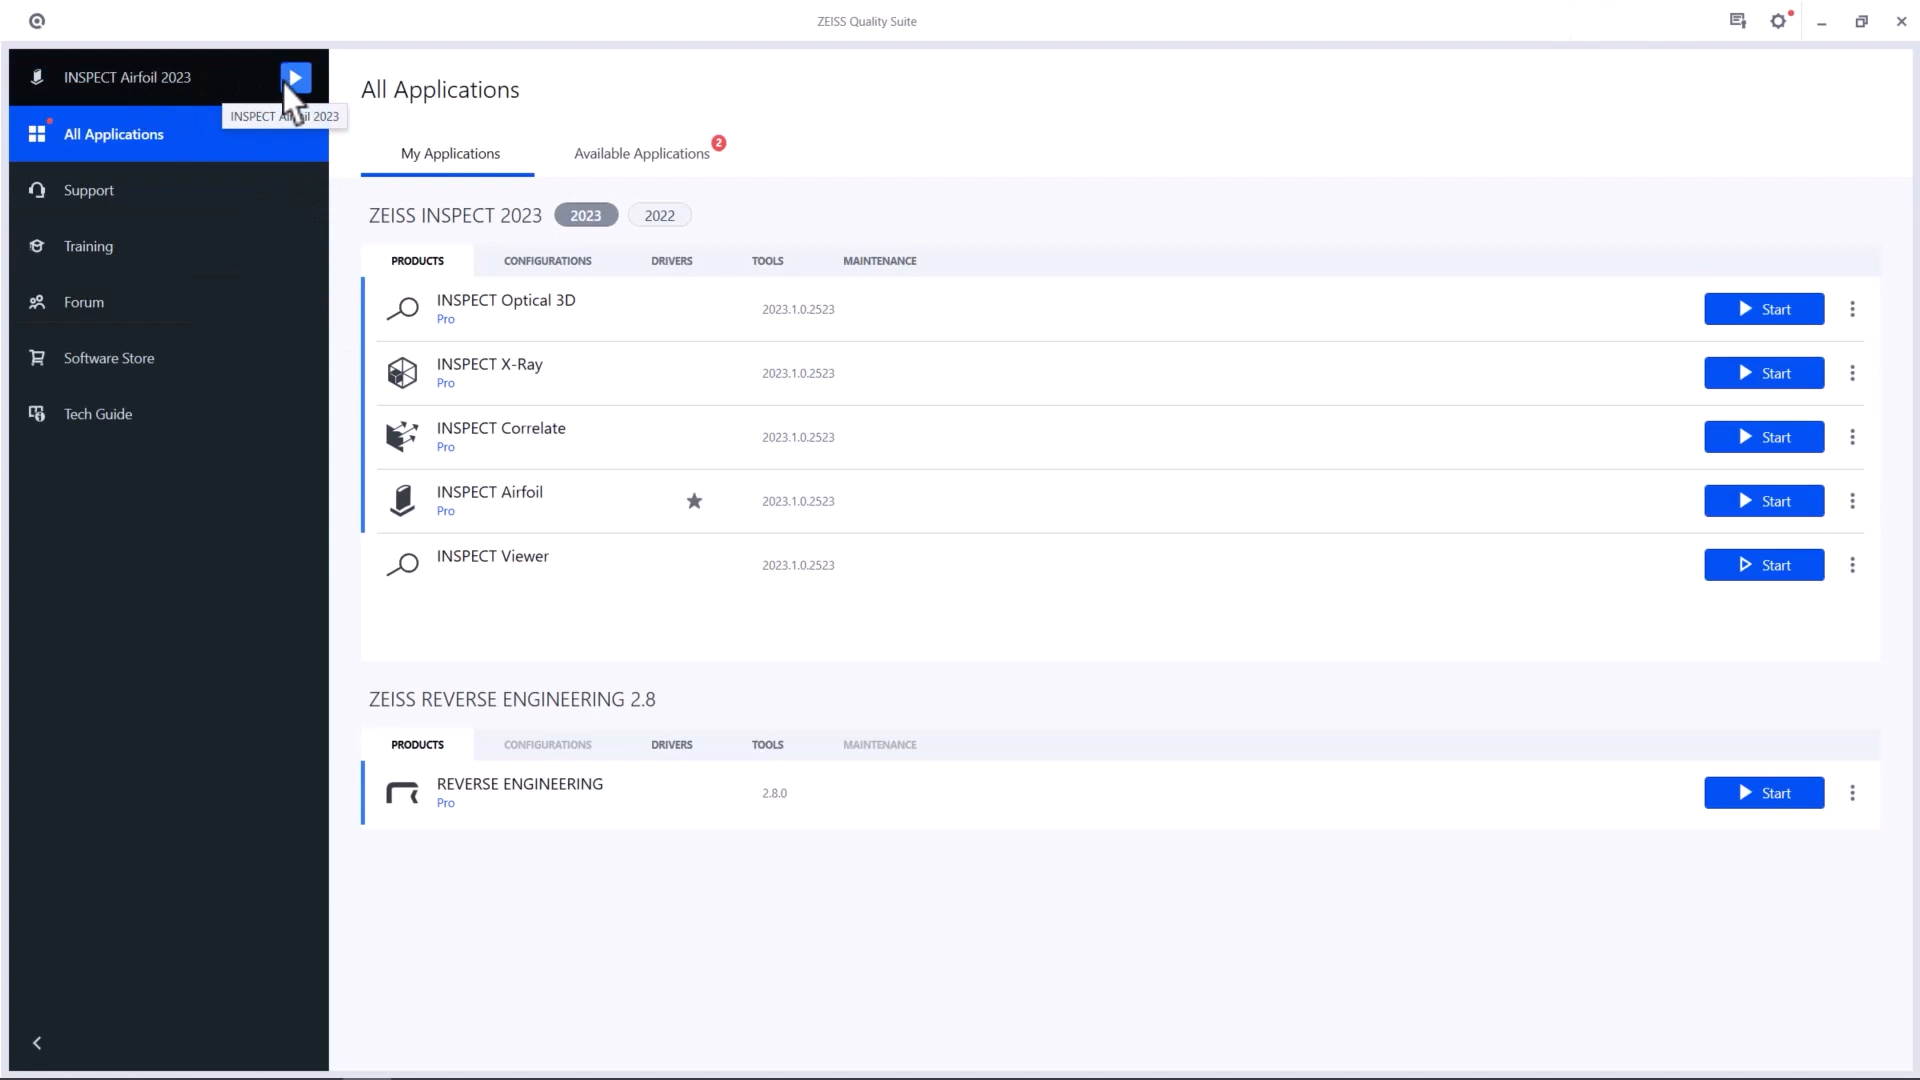 ZEISS Quality Suite
INSPECT Airfoil 2023
INSPECT Airfoil 2023
All Applications
Support
Training
Forum
Software Store
Tech Guide
All Applications
My Applications
Available Applications 2
ZEISS INSPECT 2023 2023 2022
PRODUCTS CONFIGURATIONS DRIVERS TOOLS MAINTENANCE
INSPECT Optical 3D
Pro
2023.1.0.2523
Start
INSPECT X-Ray
Pro
2023.1.0.2523
Start
INSPECT Correlate
Pro
2023.1.0.2523
Start
INSPECT Airfoil
Pro
2023.1.0.2523
Start
INSPECT Viewer
2023.1.0.2523
Start
ZEISS REVERSE ENGINEERING 2.8
PRODUCTS CONFIGURATIONS DRIVERS TOOLS MAINTENANCE
REVERSE ENGINEERING
Pro
2.8.0
Start